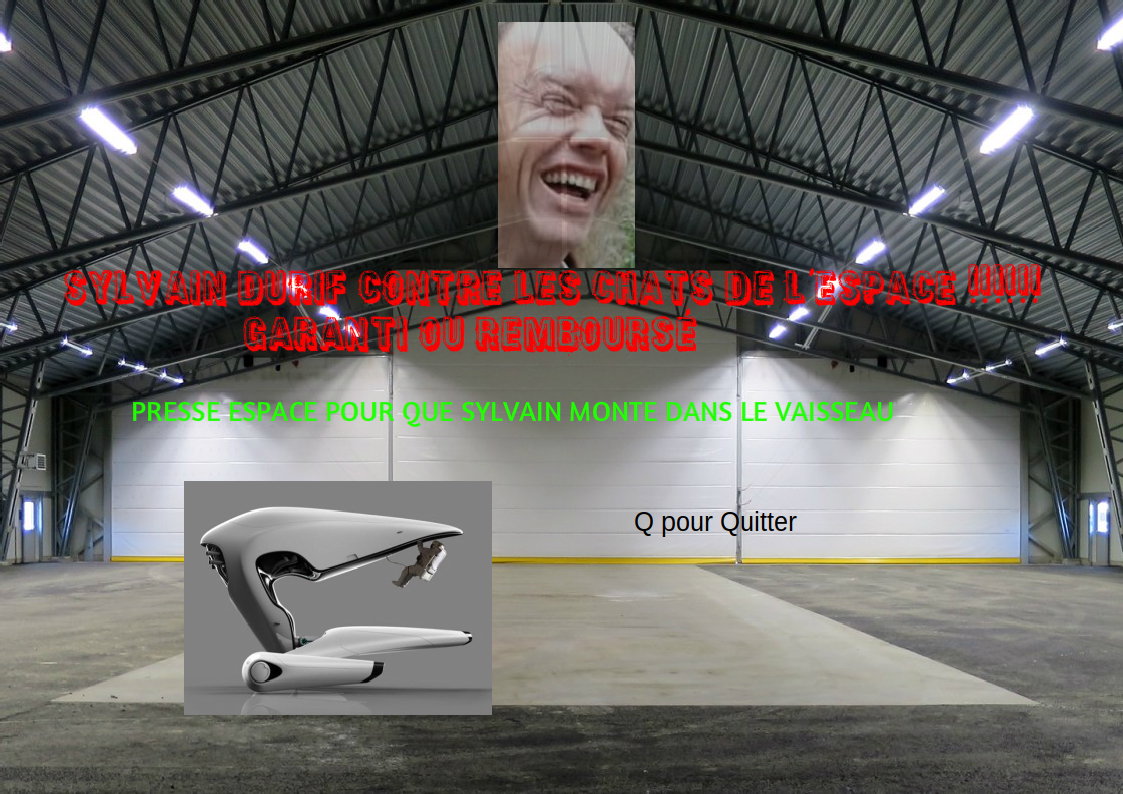 SYLVAIN DURIF CONTRE LES CHATS DE L'ESPACE !!!!!!
GARANTI OU REMBOURSÉ
PRESSE ESPACE POUR QUE SYLVAIN MONTE DANS LE VAISSEAU
Q pour Quitter